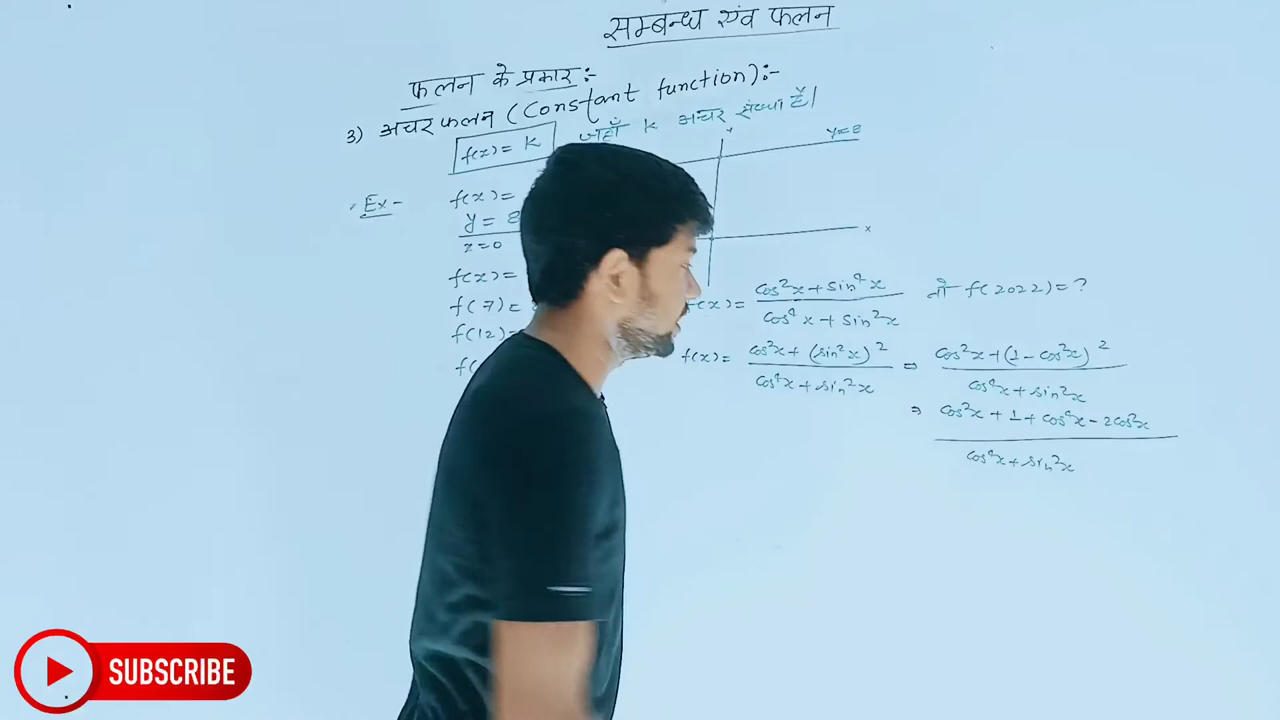 सम्बन्ध एंव फलन
फलन के प्रकार :-
3) अचर फलन (Constant function):-
f(x) = K जहाँ K अचर संख्या है।
Ex- f(x) =
y = 8
x = 0
y = 8
x
f(x) =
f(7) =
f(12) =
f(x) = cos²x + sin⁴x / cos⁴x + sin²x तो f(2022) = ?
f(x) = cos²x + (sin²x)² / cos⁴x + sin²x ⇒ cos²x + (1 - cos²x)² / cos⁴x + sin²x
⇒ cos²x + 1 + cos⁴x - 2cos²x / cos⁴x + sin²x
SUBSCRIBE